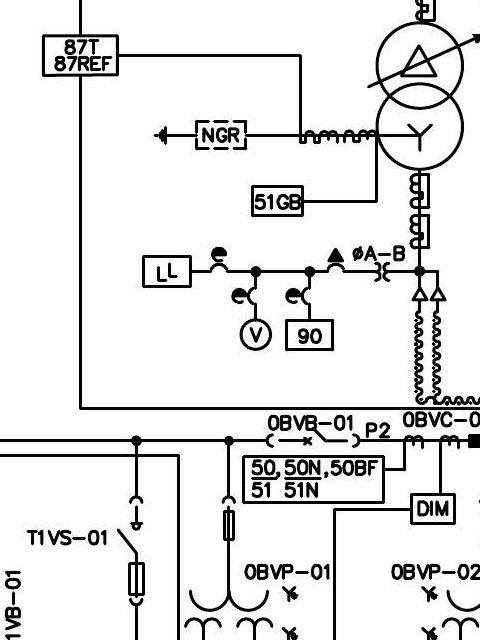 87T
87REF
NGR
51GB
ØA-B
LL
V
90
0BVB-01
P2
0BVC-0
50,50N,50BF
51 51N
DIM
T1VS-01
0BVP-01
0BVP-02
1VB-01